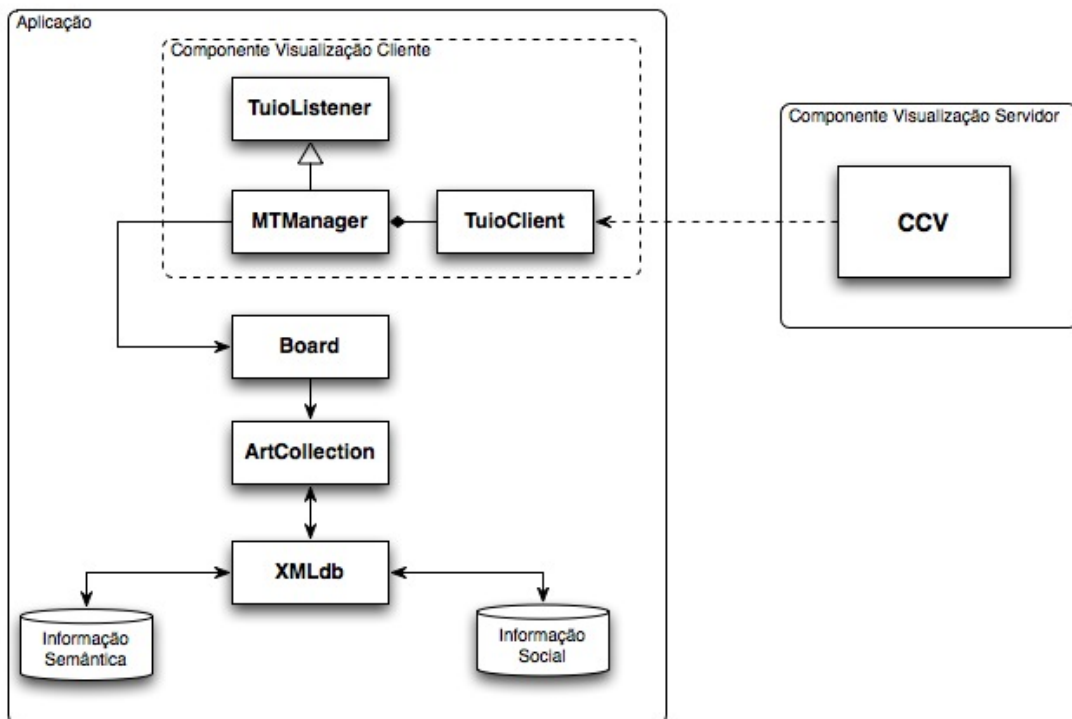 Aplicação
Componente Visualização Cliente
TuioListener
Componente Visualização Servidor
MTManager
TuioClient
CCV
Board
ArtCollection
XMLdb
Informação
Semântica
Informação
Social